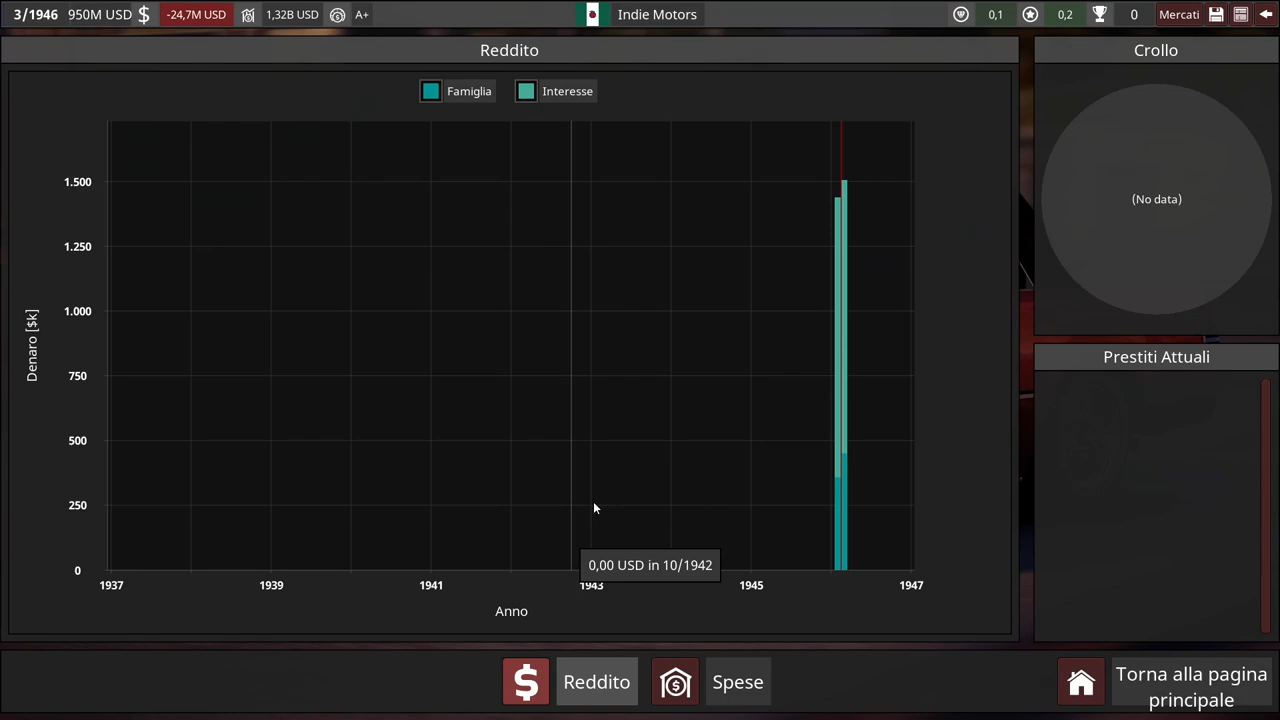 3/1946 950M USD -24,7M USD 1,32B USD A+ Indie Motors 0,1 0,2 0 Mercati
Reddito
Crollo
Famiglia Interesse
1.500
1.250
1.000
750
500
250
0
Denaro [$k]
1937 1939 1941 1943 1945 1947
0,00 USD in 10/1942
Anno
(No data)
Prestiti Attuali
Reddito
Spese
Torna alla pagina
principale